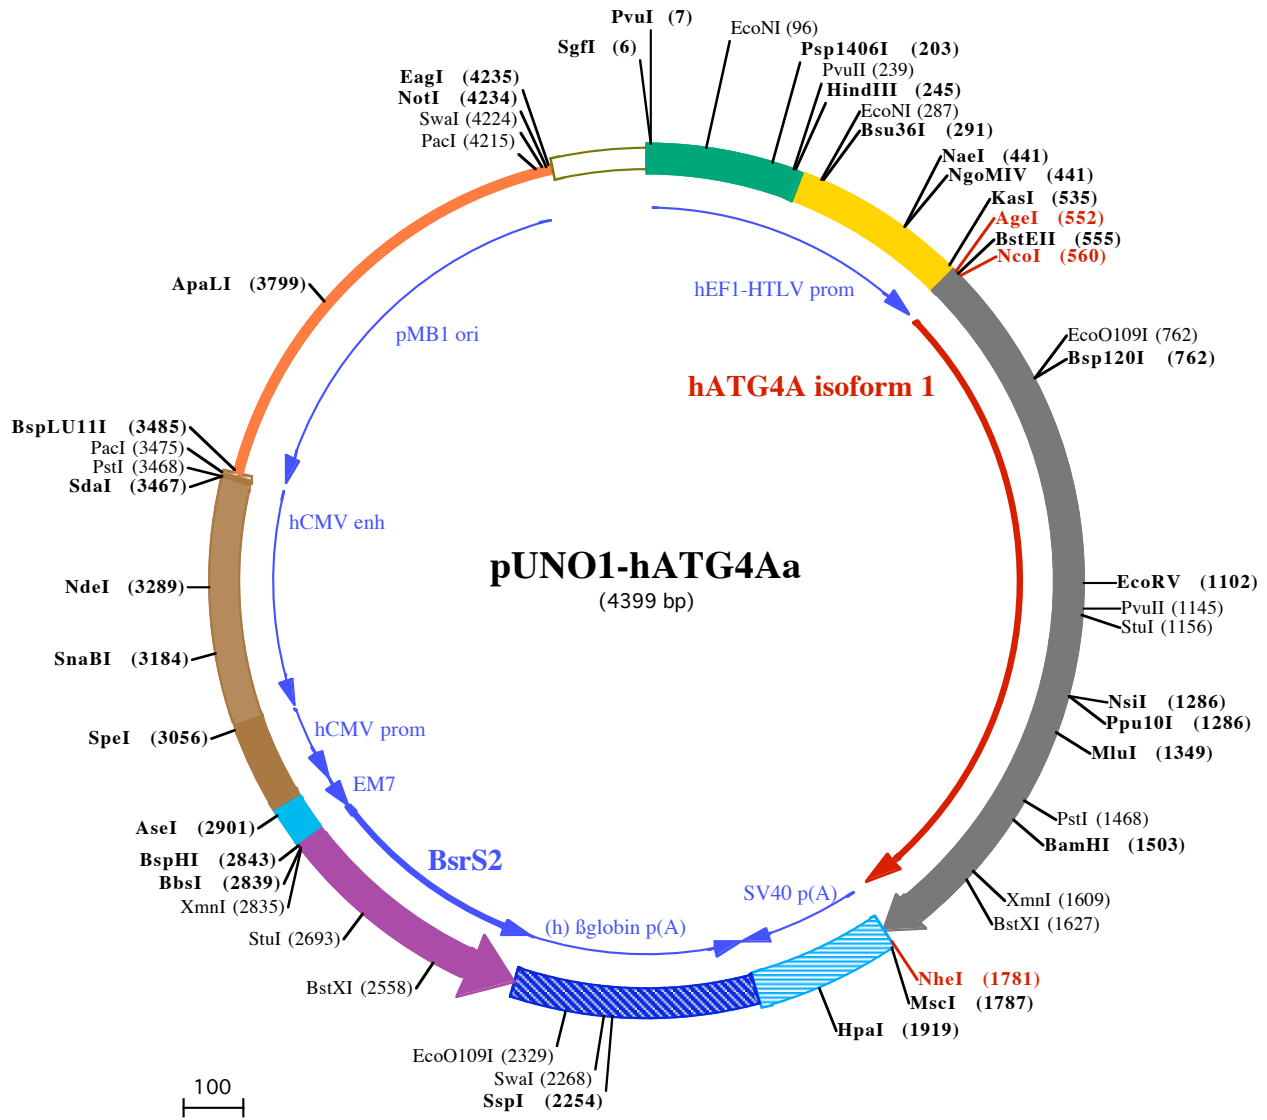 PvuI (7)
SgfI (6)
EcoNI (96)
Psp1406I (203)
PvuII (239)
HindIII (245)
EcoNI (287)
Bsu36I (291)
NaeI (441)
NgoMIV (441)
KasI (535)
AgeI (552)
BstEII (555)
NcoI (560)
EcoO109I (762)
Bsp120I (762)
EcoRV (1102)
PvuII (1145)
StuI (1156)
NsiI (1286)
Ppu10I (1286)
MluI (1349)
PstI (1468)
BamHI (1503)
XmnI (1609)
BstXI (1627)
NheI (1781)
MscI (1787)
HpaI (1919)
SspI (2254)
SwaI (2268)
EcoO109I (2329)
BstXI (2558)
StuI (2693)
XmnI (2835)
BbsI (2839)
BspHI (2843)
AseI (2901)
SpeI (3056)
SnaBI (3184)
NdeI (3289)
SdaI (3467)
PstI (3468)
PacI (3475)
BspLU11I (3485)
ApaLI (3799)
PacI (4215)
SwaI (4224)
NotI (4234)
EagI (4235)
hEF1-HTLV prom
hATG4A isoform 1
SV40 p(A)
(h) ßglobin p(A)
BsrS2
EM7
hCMV prom
hCMV enh
pMB1 ori
pUNO1-hATG4Aa
(4399 bp)
100